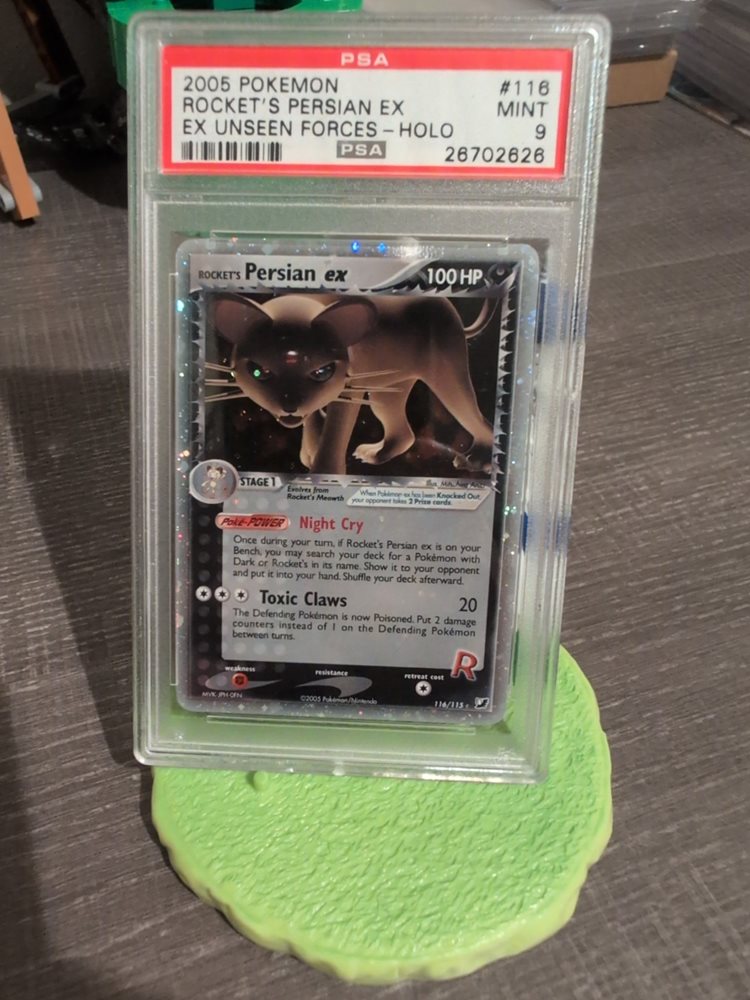 PSA
2005 POKEMON #116
ROCKET'S PERSIAN EX MINT
EX UNSEEN FORCES - HOLO 9
PSA 26702626
ROCKET'S Persian ex 100 HP
STAGE 1
Evolves from
Rocket's Meowth
Illus.
When Pokémon ex has been Knocked Out,
your opponent takes 2 Prize cards.
Poké-POWER Night Cry
Once during your turn, if Rocket's Persian ex is on your
Bench, you may search your deck for a Pokémon with
Dark or Rocket's in its name. Show it to your opponent
and put it into your hand. Shuffle your deck afterward.
Toxic Claws 20
The Defending Pokémon is now Poisoned. Put 2 damage
counters instead of 1 on the Defending Pokémon
between turns.
R
weakness resistance retreat cost
©2005 Pokémon/Nintendo
116/115